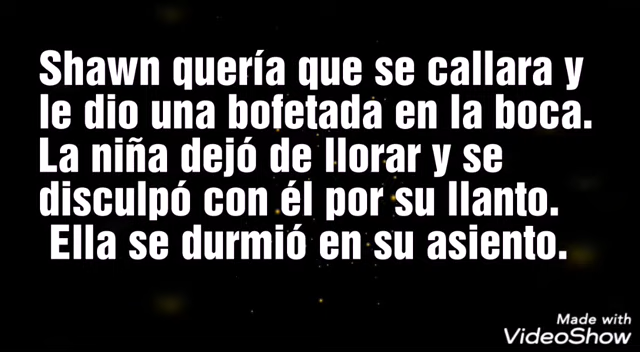 Shawn quería que se callara y
le dio una bofetada en la boca.
La niña dejó de llorar y se
disculpó con él por su llanto.
Ella se durmió en su asiento.
Made with
VideoShow